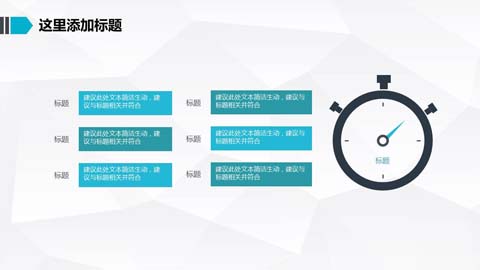 这里添加标题
标题
建议此处文本简洁生动，建
议与标题相关并符合
标题
建议此处文本简洁生动，建议
与标题相关并符合
标题
建议此处文本简洁生动，建
议与标题相关并符合
标题
建议此处文本简洁生动，建议
与标题相关并符合
标题
建议此处文本简洁生动，建
议与标题相关并符合
标题
建议此处文本简洁生动，建议
与标题相关并符合
标题